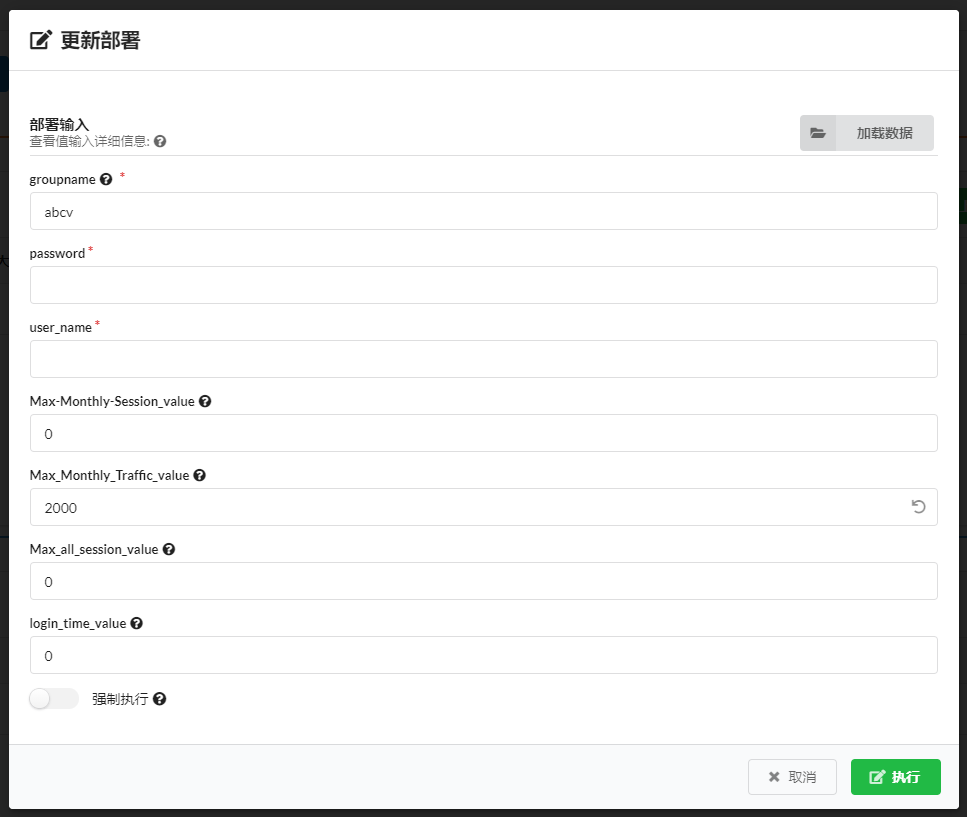 更新部署
部署输入
查看值输入详细信息:
加载数据
groupname *
abcv
password *
user_name *
Max-Monthly-Session_value
0
Max_Monthly_Traffic_value
2000
Max_all_session_value
0
login_time_value
0
强制执行
取消
执行